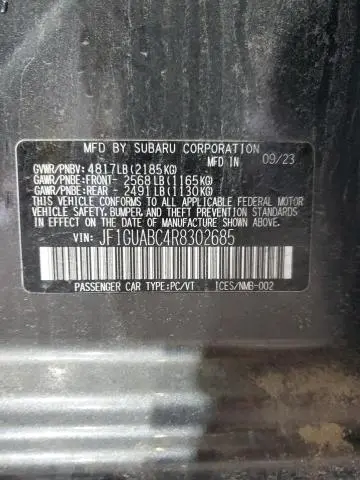 MFD BY SUBARU CORPORATION
MFD IN 09/23
GVWR/PNBV: 4817LB(2185KG)
GAWR/PNBE:FRONT- 2568LB(1165KG)
GAWR/PNBE:REAR - 2491LB(1130KG)
THIS VEHICLE CONFORMS TO ALL APPLICABLE FEDERAL MOTOR
VEHICLE SAFETY, BUMPER AND THEFT PREVENTION STANDARDS
IN EFFECT ON THE DATE OF MANUFACTURE SHOWN ABOVE.
VIN: JF1GUABC4R8302685
PASSENGER CAR TYPE:PC/VT ICES/NMB-002